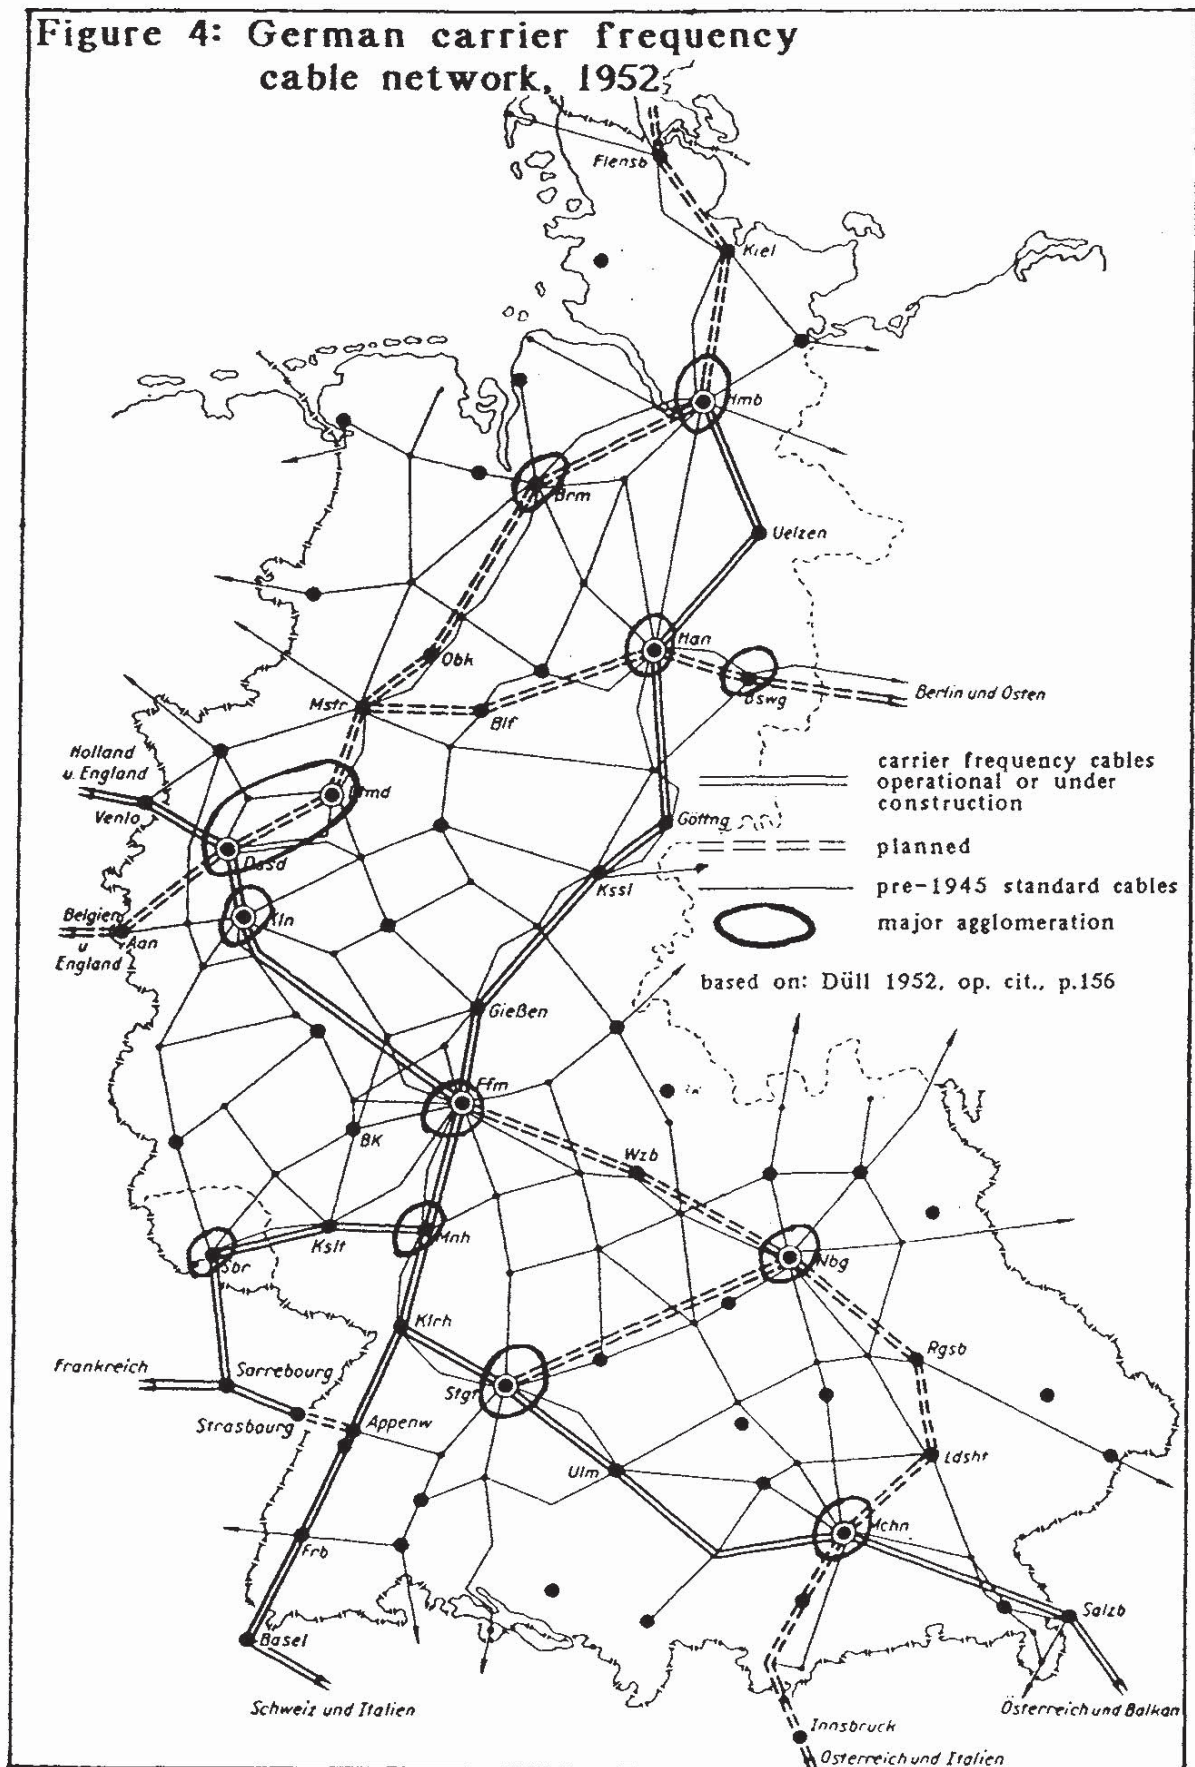 Figure 4: German carrier frequency
cable network, 1952
Flensb
Kiel
Hmb
Brm
Uelzen
Han
Obk
Bswg
Berlin und Osten
Mstr
Blf
Holland
u. England
Venlo
Dmd
carrier frequency cables
operational or under
construction
Göttng
Dssd
planned
Kssl
pre-1945 standard cables
Kln
Belgien
u
England
Aan
major agglomeration
based on: Düll 1952, op. cit., p.156
Gießen
Ffm
BK
Wzb
Kslt
Mnh
Sbr
Nbg
Klrh
Rgsb
Frankreich
Sarrebourg
Stgt
Strasbourg
Appenw
Ulm
Ldsht
Mchn
Frb
Salzb
Basel
Schweiz und Italien
Österreich und Balkan
Innsbruck
Österreich und Italien